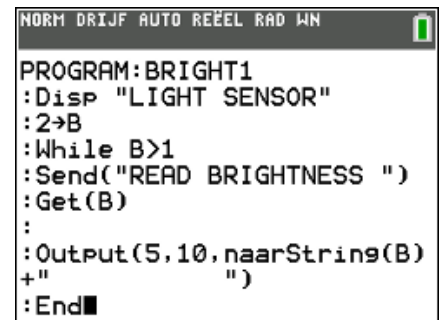 NORM DRIJF AUTO REËEL RAD WN
PROGRAM:BRIGHT1
:Disp "LIGHT SENSOR"
:2→B
:While B>1
:Send("READ BRIGHTNESS ")
:Get(B)
:
:Output(5,10,naarString(B)
+"          ")
:End